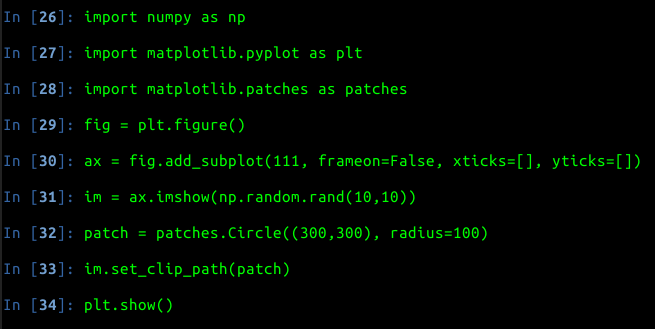 In [26]: import numpy as np
In [27]: import matplotlib.pyplot as plt
In [28]: import matplotlib.patches as patches
In [29]: fig = plt.figure()
In [30]: ax = fig.add_subplot(111, frameon=False, xticks=[], yticks=[])
In [31]: im = ax.imshow(np.random.rand(10,10))
In [32]: patch = patches.Circle((300,300), radius=100)
In [33]: im.set_clip_path(patch)
In [34]: plt.show()